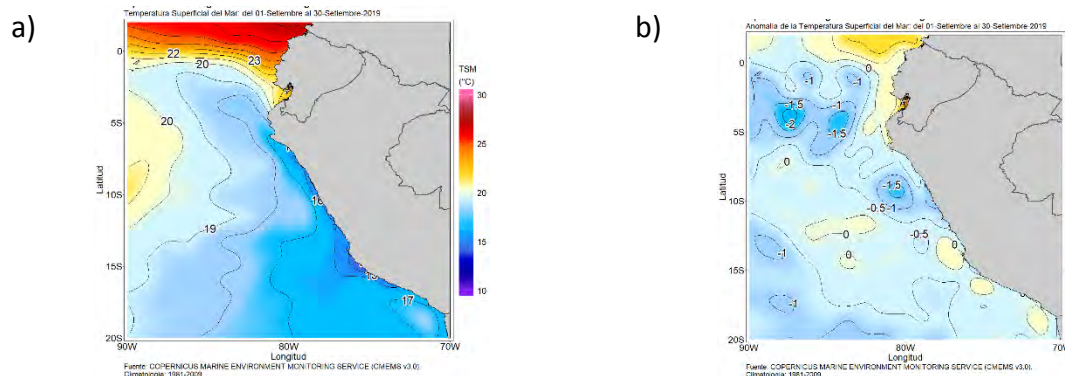 a)
Temperatura Superficial del Mar: del 01-Setiembre al 30-Setiembre-2019
0
5S
10S
15S
20S
90W
80W
70W
Latitud
Longitud
22
23
20
20
19
16
15
17
TSM
(°C)
30
25
20
15
10
Fuente: COPERNICUS MARINE ENVIRONMENT MONITORING SERVICE (CMEMS v3.0).
Climatología: 1981-2009
b)
Anomalía de la Temperatura Superficial del Mar: del 01-Setiembre al 30-Setiembre-2019
0
5S
10S
15S
20S
90W
80W
70W
Latitud
Longitud
0
-1
-1
-1.5
-1
-2
-1.5
0
-1.5
-0.5
-1
-0.5
0
0
0
-1
-1
Fuente: COPERNICUS MARINE ENVIRONMENT MONITORING SERVICE (CMEMS v3.0).
Climatología: 1981-2009